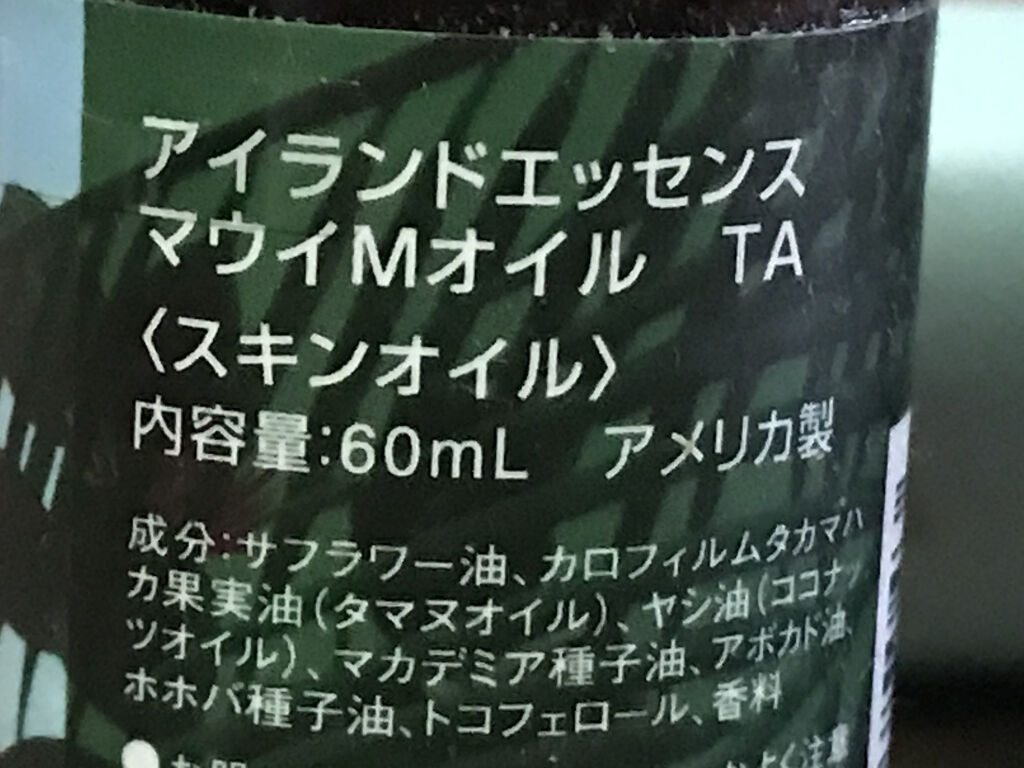 アイランドエッセンス
マウイMオイル　TA
〈スキンオイル〉
内容量:60mL　アメリカ製
成分:サフラワー油、カロフィルムタカマハ
カ果実油(タマヌオイル)、ヤシ油(ココナッ
ツオイル)、マカデミア種子油、アボカド油、
ホホバ種子油、トコフェロール、香料
よく注意